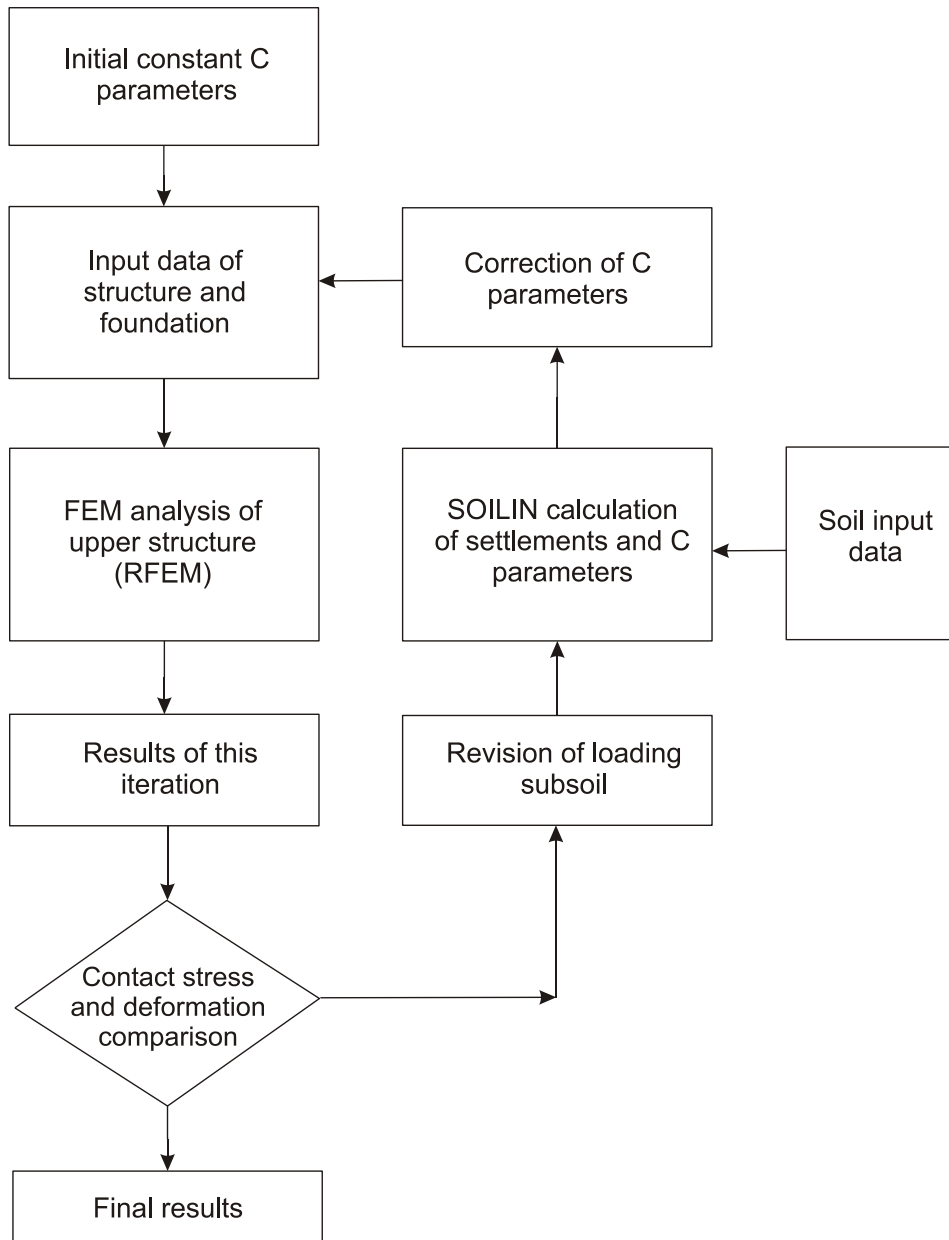 Initial constant C
parameters
Input data of
structure and
foundation
Correction of C
parameters
FEM analysis of
upper structure
(RFEM)
SOILIN calculation
of settlements and C
parameters
Soil input
data
Results of this
iteration
Revision of loading
subsoil
Contact stress
and deformation
comparison
Final results